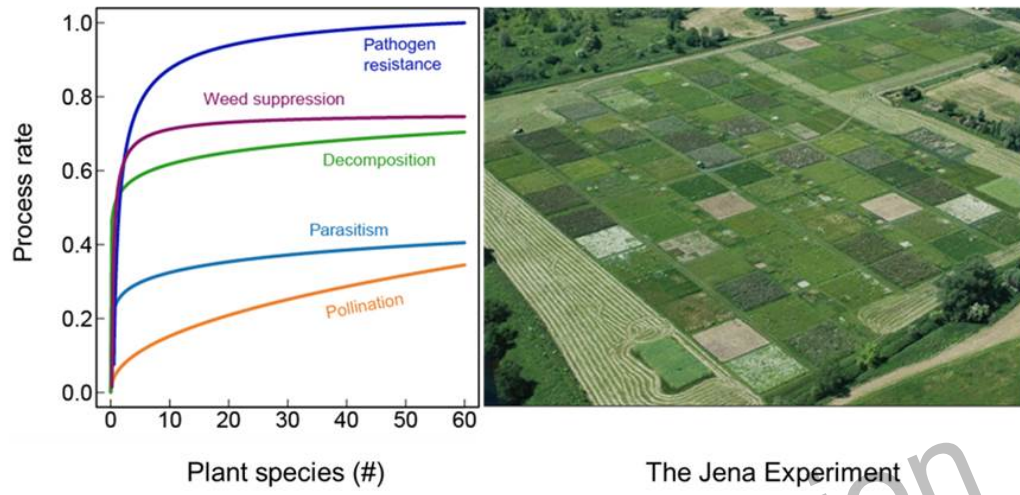 1.0
0.8
0.6
0.4
0.2
0.0
Process rate
Pathogen
resistance
Weed suppression
Decomposition
Parasitism
Pollination
0 10 20 30 40 50 60
Plant species (#)
The Jena Experiment